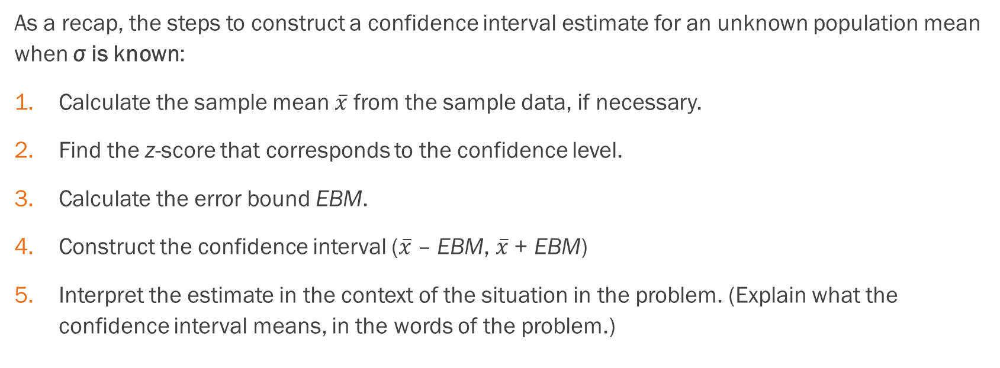 As a recap, the steps to construct a confidence interval estimate for an unknown population mean
when σ is known:
1. Calculate the sample mean x̄ from the sample data, if necessary.
2. Find the z-score that corresponds to the confidence level.
3. Calculate the error bound EBM.
4. Construct the confidence interval (x̄ – EBM, x̄ + EBM)
5. Interpret the estimate in the context of the situation in the problem. (Explain what the
confidence interval means, in the words of the problem.)